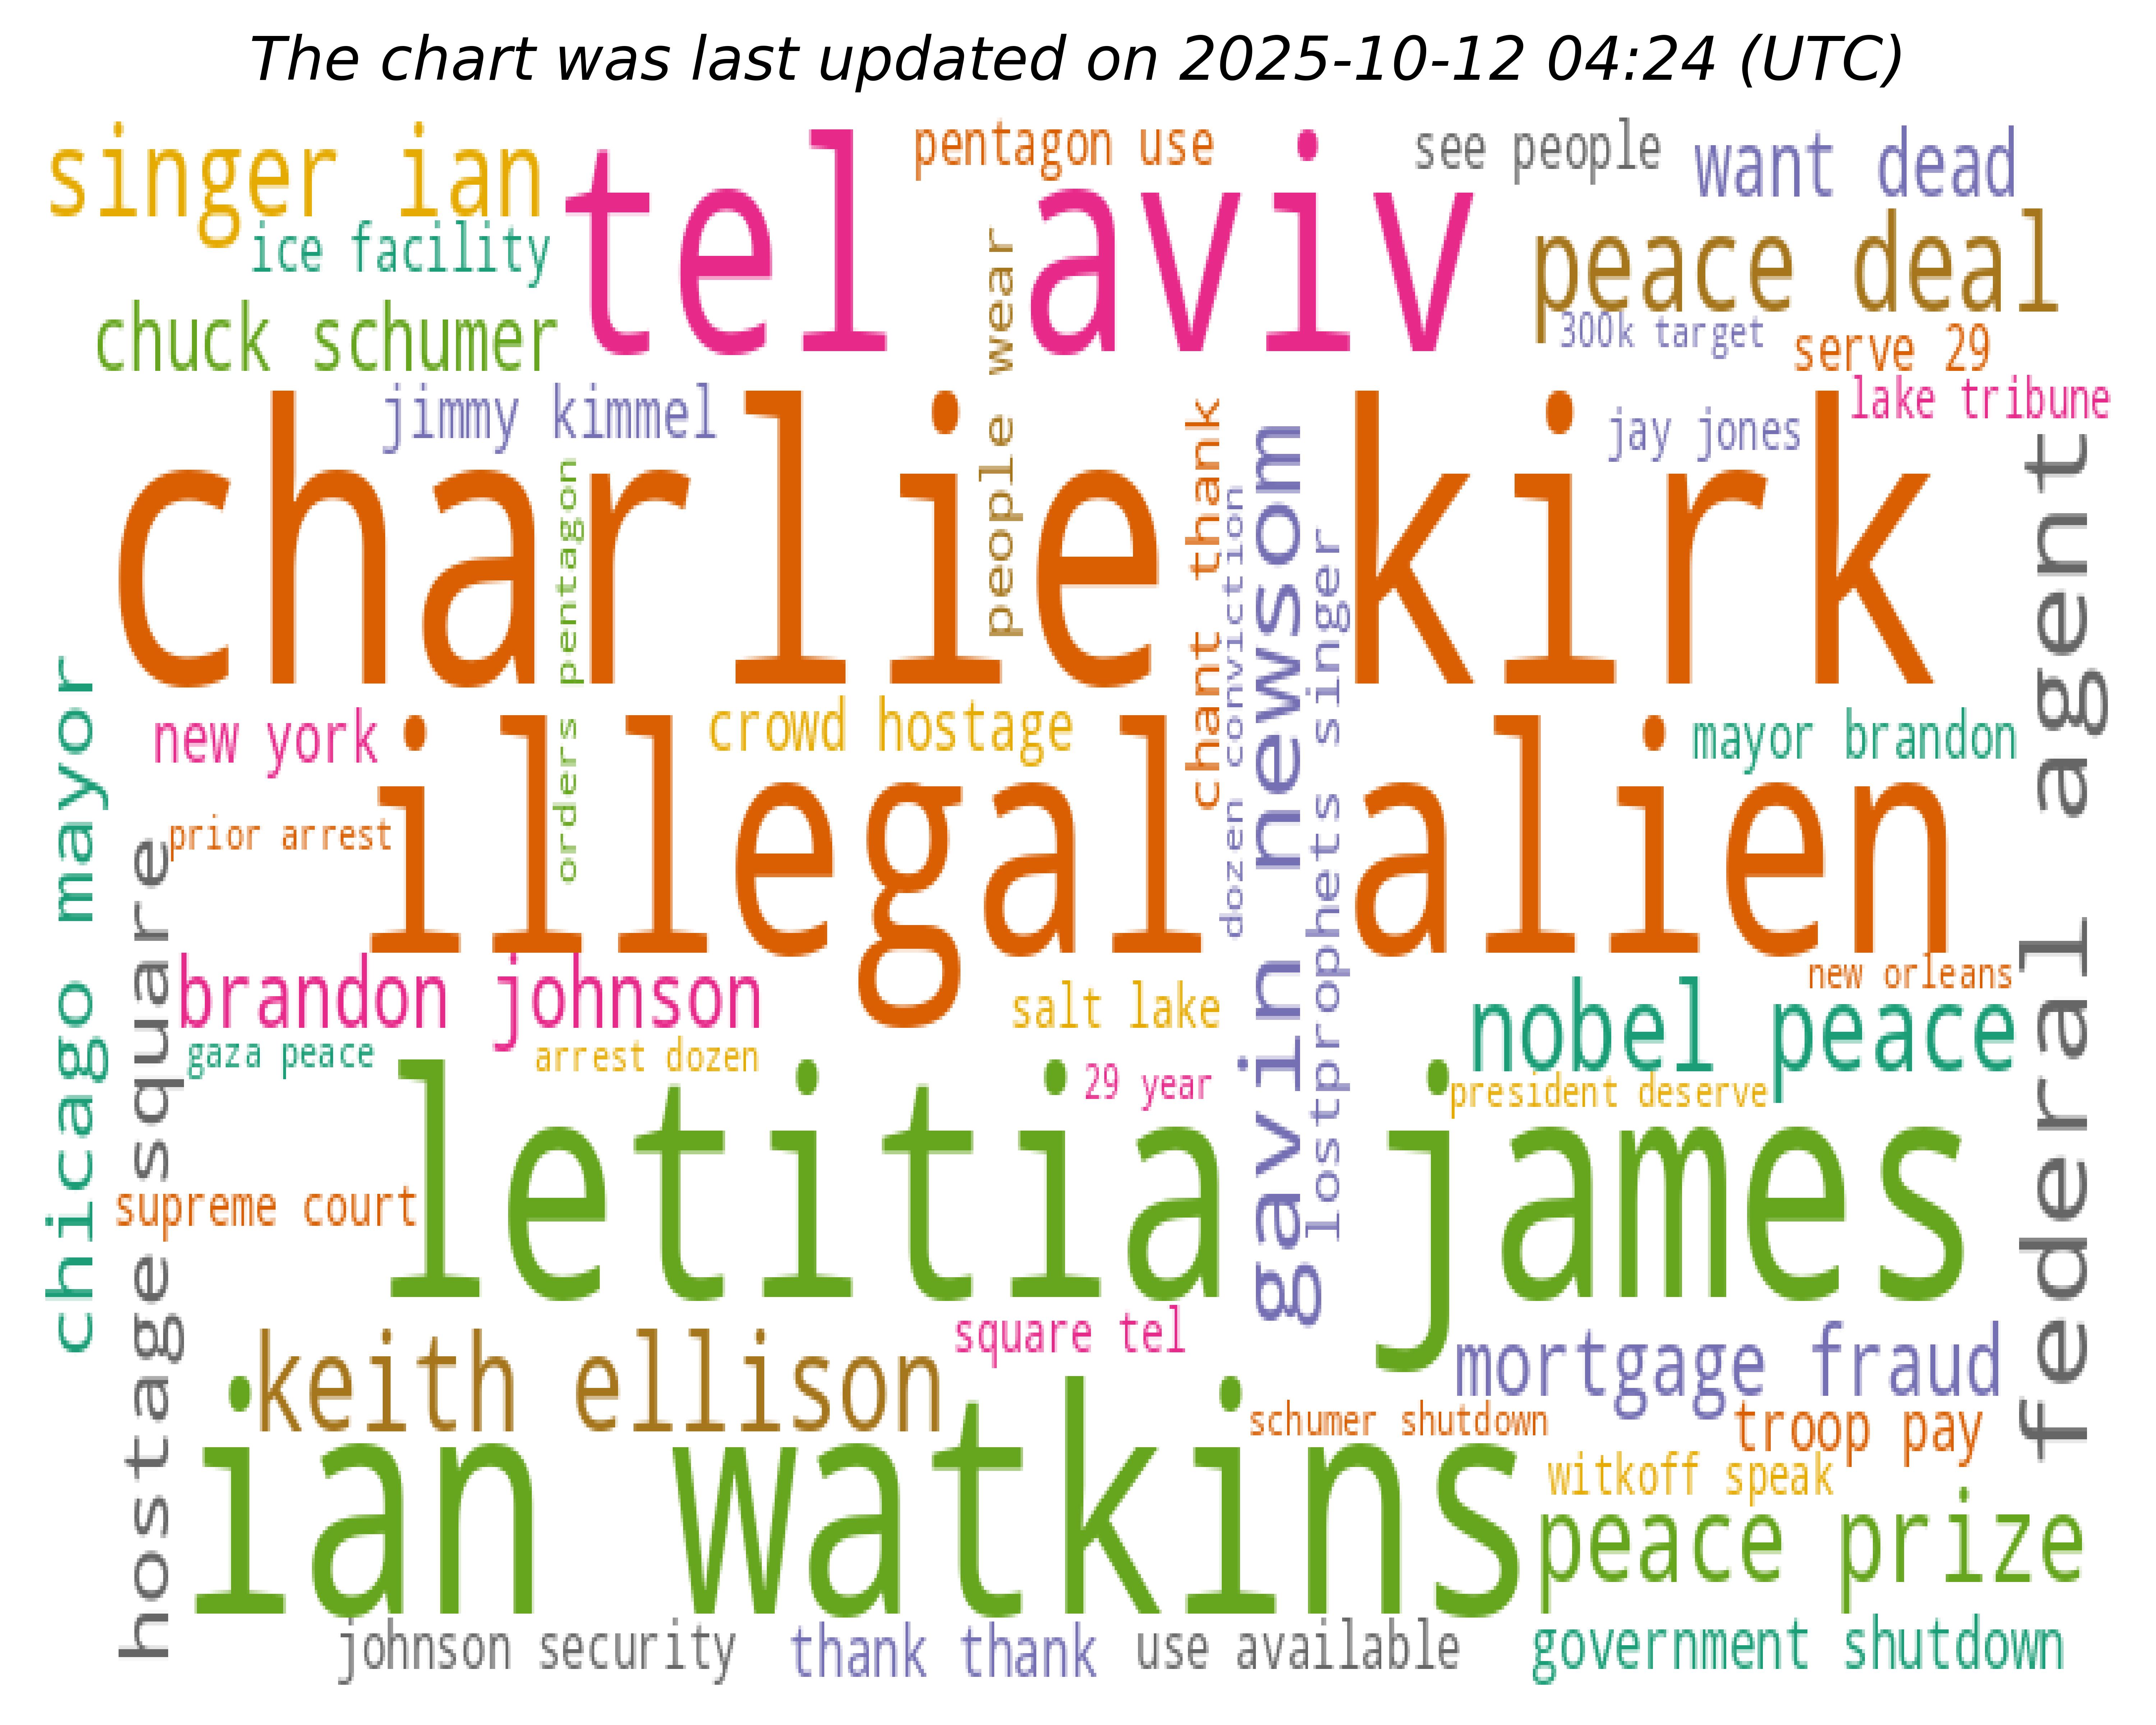 The chart was last updated on 2025-10-12 04:24 (UTC)
singer ian
tel aviv
pentagon use
see people
want dead
ice facility
peace deal
chuck schumer
people wear
300k target
serve 29
jimmy kimmel
lake tribune
jay jones
charlie kirk
orders pentagon
chant thank
dozen conviction
gavin newsom
lostprophets singer
federal agent
chicago mayor
new york
crowd hostage
mayor brandon
illegal alien
prior arrest
hostage square
brandon johnson
salt lake
new orleans
nobel peace
gaza peace
arrest dozen
29 year
president deserve
letitia james
supreme court
square tel
keith ellison
mortgage fraud
schumer shutdown
troop pay
ian watkins
witkoff speak
peace prize
johnson security
thank thank
use available
government shutdown